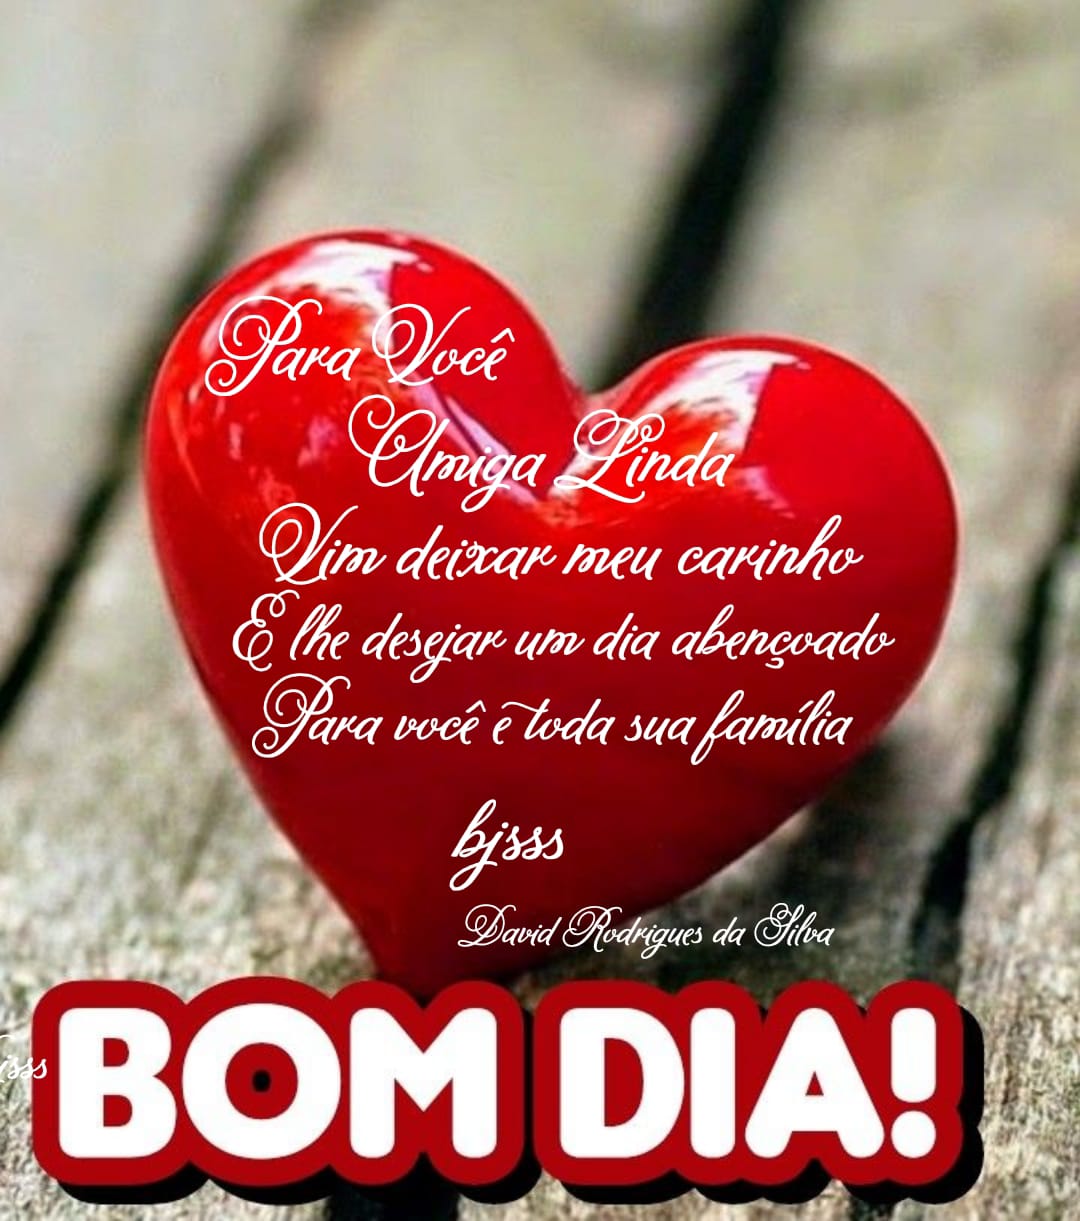 Para Você
Amiga Linda
Vim deixar meu carinho
E lhe desejar um dia abençoado
Para você e toda sua família
bjsss
David Rodrigues da Silva
BOM DIA!